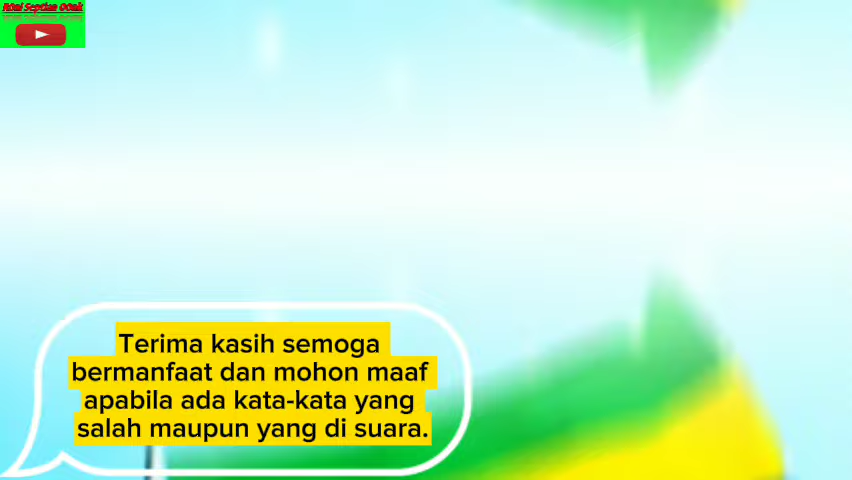 Terima kasih semoga
bermanfaat dan mohon maaf
apabila ada kata-kata yang
salah maupun yang di suara.